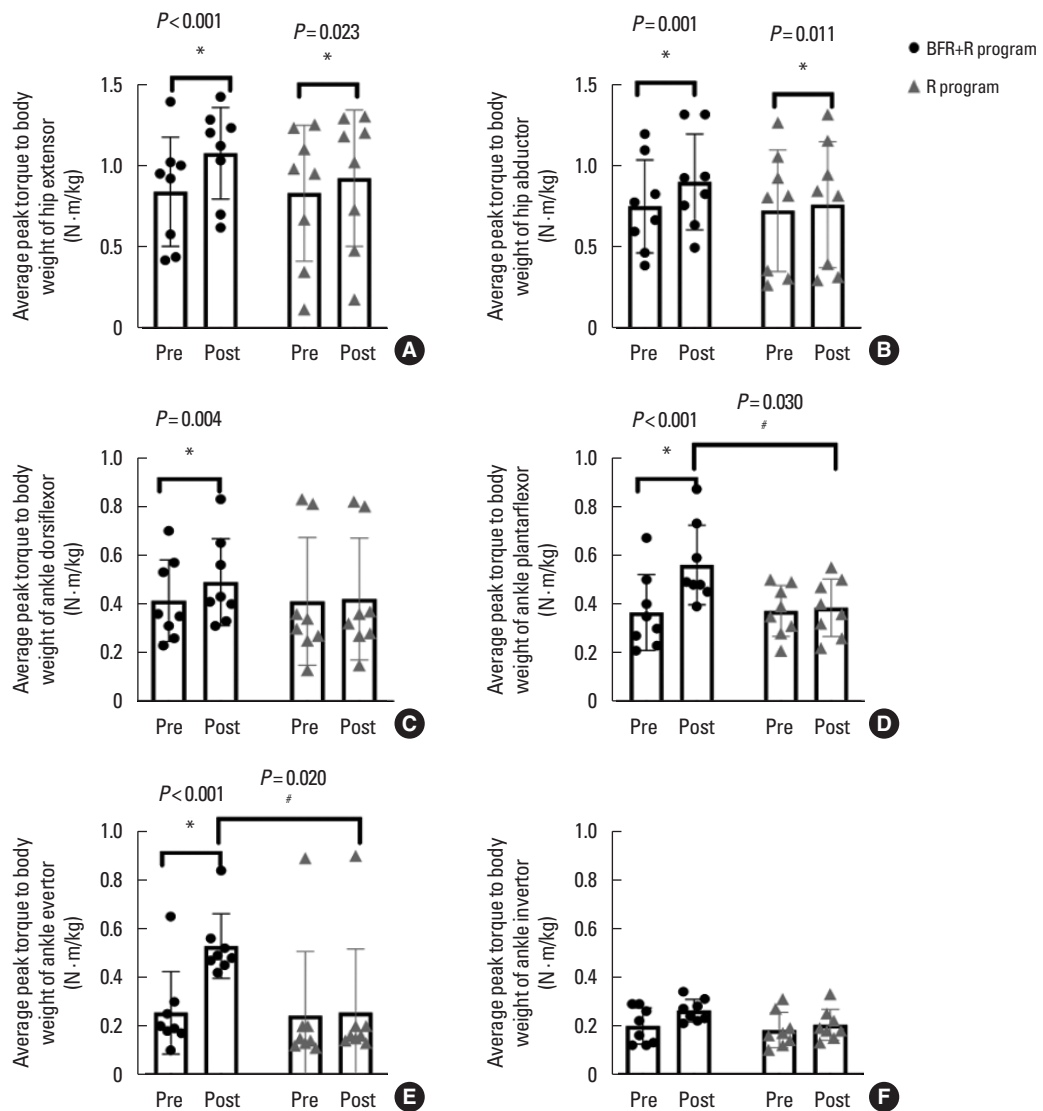 P < 0.001
P = 0.023
*
*
1.5
1.0
0.5
0
Average peak torque to body
weight of hip extensor
(N · m/kg)
Pre Post Pre Post
A
P = 0.001
P = 0.011
*
*
1.5
1.0
0.5
0
Average peak torque to body
weight of hip abductor
(N · m/kg)
Pre Post Pre Post
B
BFR+R program
R program
P = 0.004
*
1.0
0.8
0.6
0.4
0.2
0
Average peak torque to body
weight of ankle dorsiflexor
(N · m/kg)
Pre Post Pre Post
C
P = 0.030
P < 0.001
#
*
1.0
0.8
0.6
0.4
0.2
0
Average peak torque to body
weight of ankle plantarflexor
(N · m/kg)
Pre Post Pre Post
D
P = 0.020
P < 0.001
#
*
1.0
0.8
0.6
0.4
0.2
0
Average peak torque to body
weight of ankle evertor
(N · m/kg)
Pre Post Pre Post
E
1.0
0.8
0.6
0.4
0.2
0
Average peak torque to body
weight of ankle invertor
(N · m/kg)
Pre Post Pre Post
F